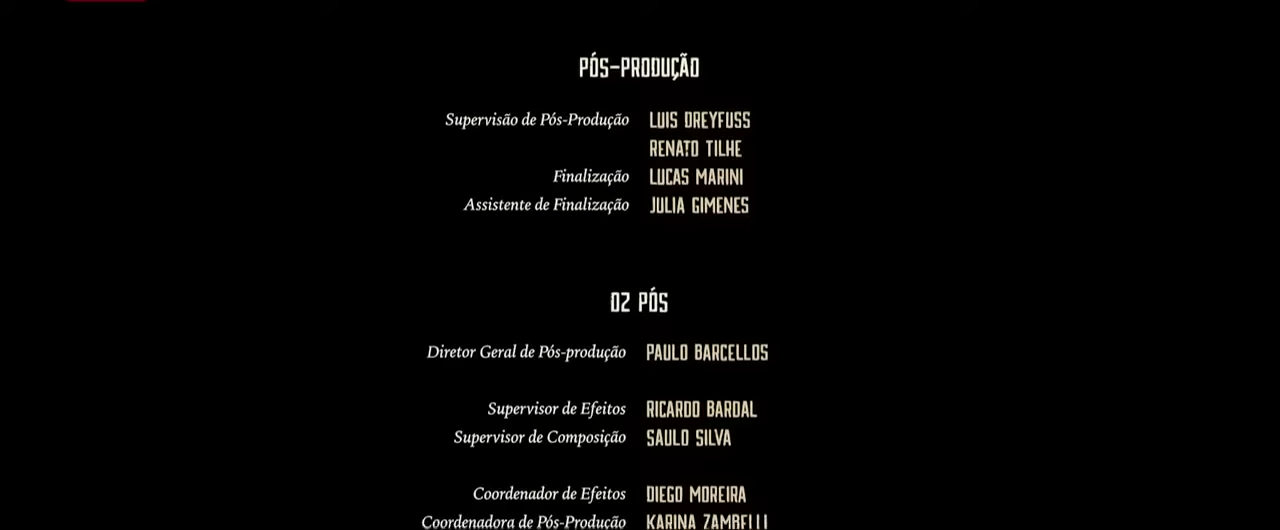 PÓS-PRODUÇÃO
Supervisão de Pós-Produção LUIS DREYFUSS
RENATO TILHE
Finalização LUCAS MARINI
Assistente de Finalização JULIA GIMENES
O2 PÓS
Diretor Geral de Pós-produção PAULO BARCELLOS
Supervisor de Efeitos RICARDO BARDAL
Supervisor de Composição SAULO SILVA
Coordenador de Efeitos DIEGO MOREIRA
Coordenadora de Pós-Produção KARINA ZAMBELLI